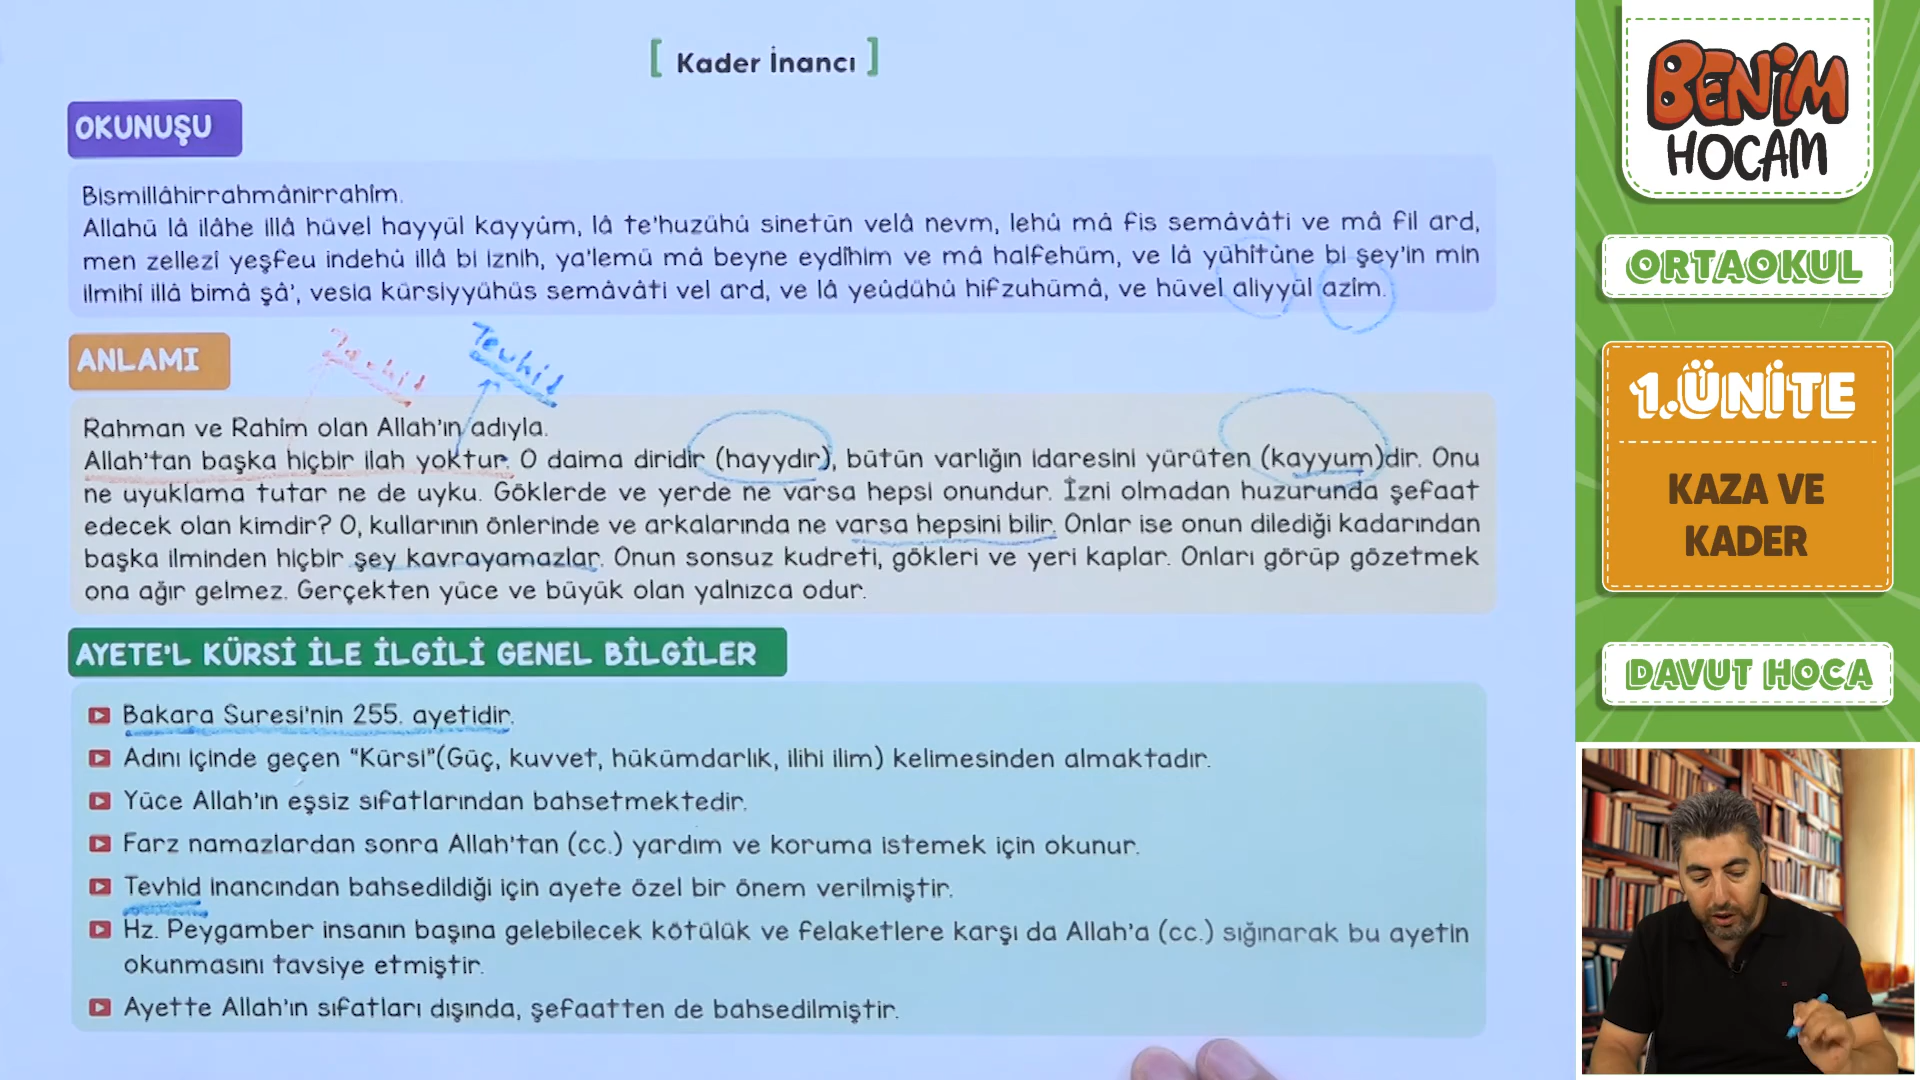 [ Kader İnancı ]
OKUNUŞU
Bismillâhirrahmânirrahîm.
Allahü lâ ilâhe illâ hüvel hayyül kayyûm, lâ te'huzühû sinetün velâ nevm, lehû mâ fis semâvâti ve mâ fil ard,
men zellezî yeşfeu indehû illâ bi iznih, ya'lemü mâ beyne eydîhim ve mâ halfehüm, ve lâ yühîtûne bi şey'in min
ilmihî illâ bimâ şâ', vesia kürsiyyühüs semâvâti vel ard, ve lâ yeûdühû hifzuhümâ, ve hüvel aliyyül azîm.
Tevhid
ANLAMI
Rahman ve Rahim olan Allah'ın adıyla.
Allah'tan başka hiçbir ilah yoktur. O daima diridir (hayydır), bütün varlığın idaresini yürüten (kayyum)dir. Onu
ne uyuklama tutar ne de uyku. Göklerde ve yerde ne varsa hepsi onundur. İzni olmadan huzurunda şefaat
edecek olan kimdir? O, kullarının önlerinde ve arkalarında ne varsa hepsini bilir. Onlar ise onun dilediği kadarından
başka ilminden hiçbir şey kavrayamazlar. Onun sonsuz kudreti, gökleri ve yeri kaplar. Onları görüp gözetmek
ona ağır gelmez. Gerçekten yüce ve büyük olan yalnızca odur.
AYETE'L KÜRSİ İLE İLGİLİ GENEL BİLGİLER
Bakara Suresi'nin 255. ayetidir.
Adını içinde geçen “Kürsi”(Güç, kuvvet, hükümdarlık, ilihi ilim) kelimesinden almaktadır.
Yüce Allah'ın eşsiz sıfatlarından bahsetmektedir.
Farz namazlardan sonra Allah'tan (cc.) yardım ve koruma istemek için okunur.
Tevhid inancından bahsedildiği için ayete özel bir önem verilmiştir.
Hz. Peygamber insanın başına gelebilecek kötülük ve felaketlere karşı da Allah'a (cc.) sığınarak bu ayetin
okunmasını tavsiye etmiştir.
Ayette Allah'ın sıfatları dışında, şefaatten de bahsedilmiştir.
BENİM
HOCAM
ORTAOKUL
1.ÜNİTE
KAZA VE
KADER
DAVUT HOCA